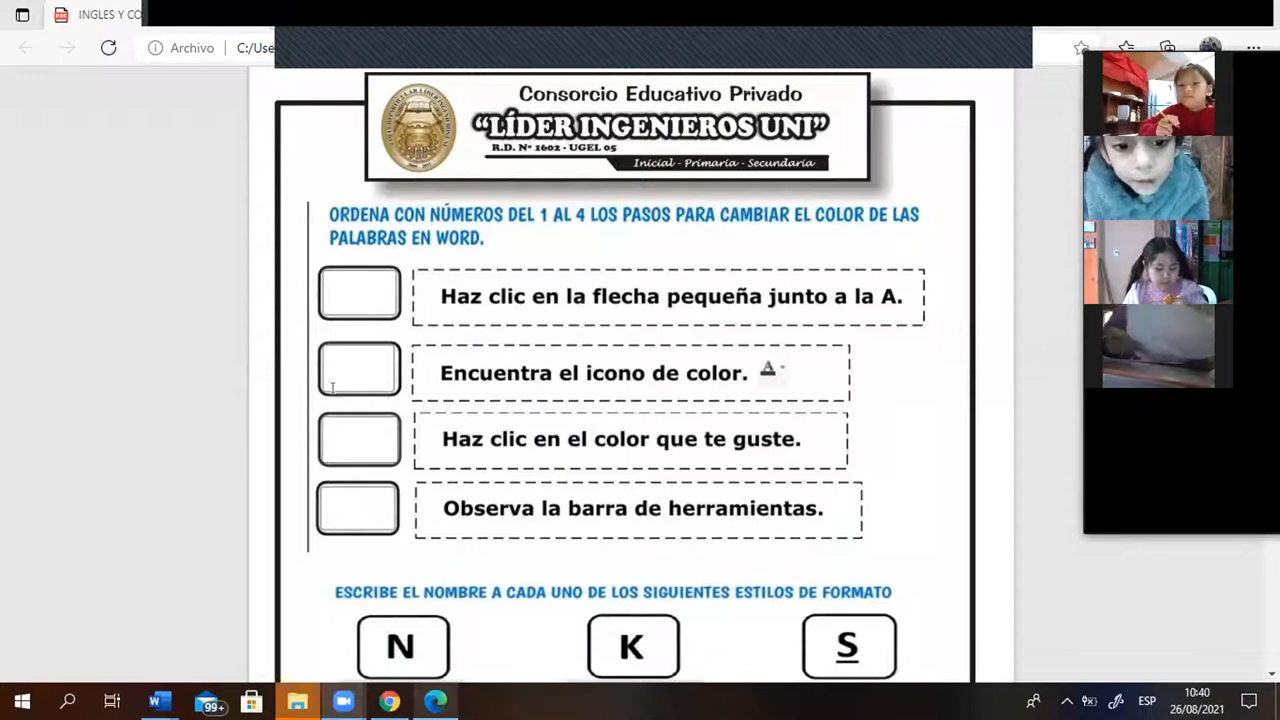 INGLES Y CO
Archivo
C:/Use
Consorcio Educativo Privado
“LÍDER INGENIEROS UNI”
R.D. Nº 1602 - UGEL 05
Inicial - Primaria - Secundaria
ORDENA CON NÚMEROS DEL 1 AL 4 LOS PASOS PARA CAMBIAR EL COLOR DE LAS
PALABRAS EN WORD.
Haz clic en la flecha pequeña junto a la A.
Encuentra el icono de color. A
Haz clic en el color que te guste.
Observa la barra de herramientas.
ESCRIBE EL NOMBRE A CADA UNO DE LOS SIGUIENTES ESTILOS DE FORMATO
N K S
99+
ESP
10:40
26/08/2021